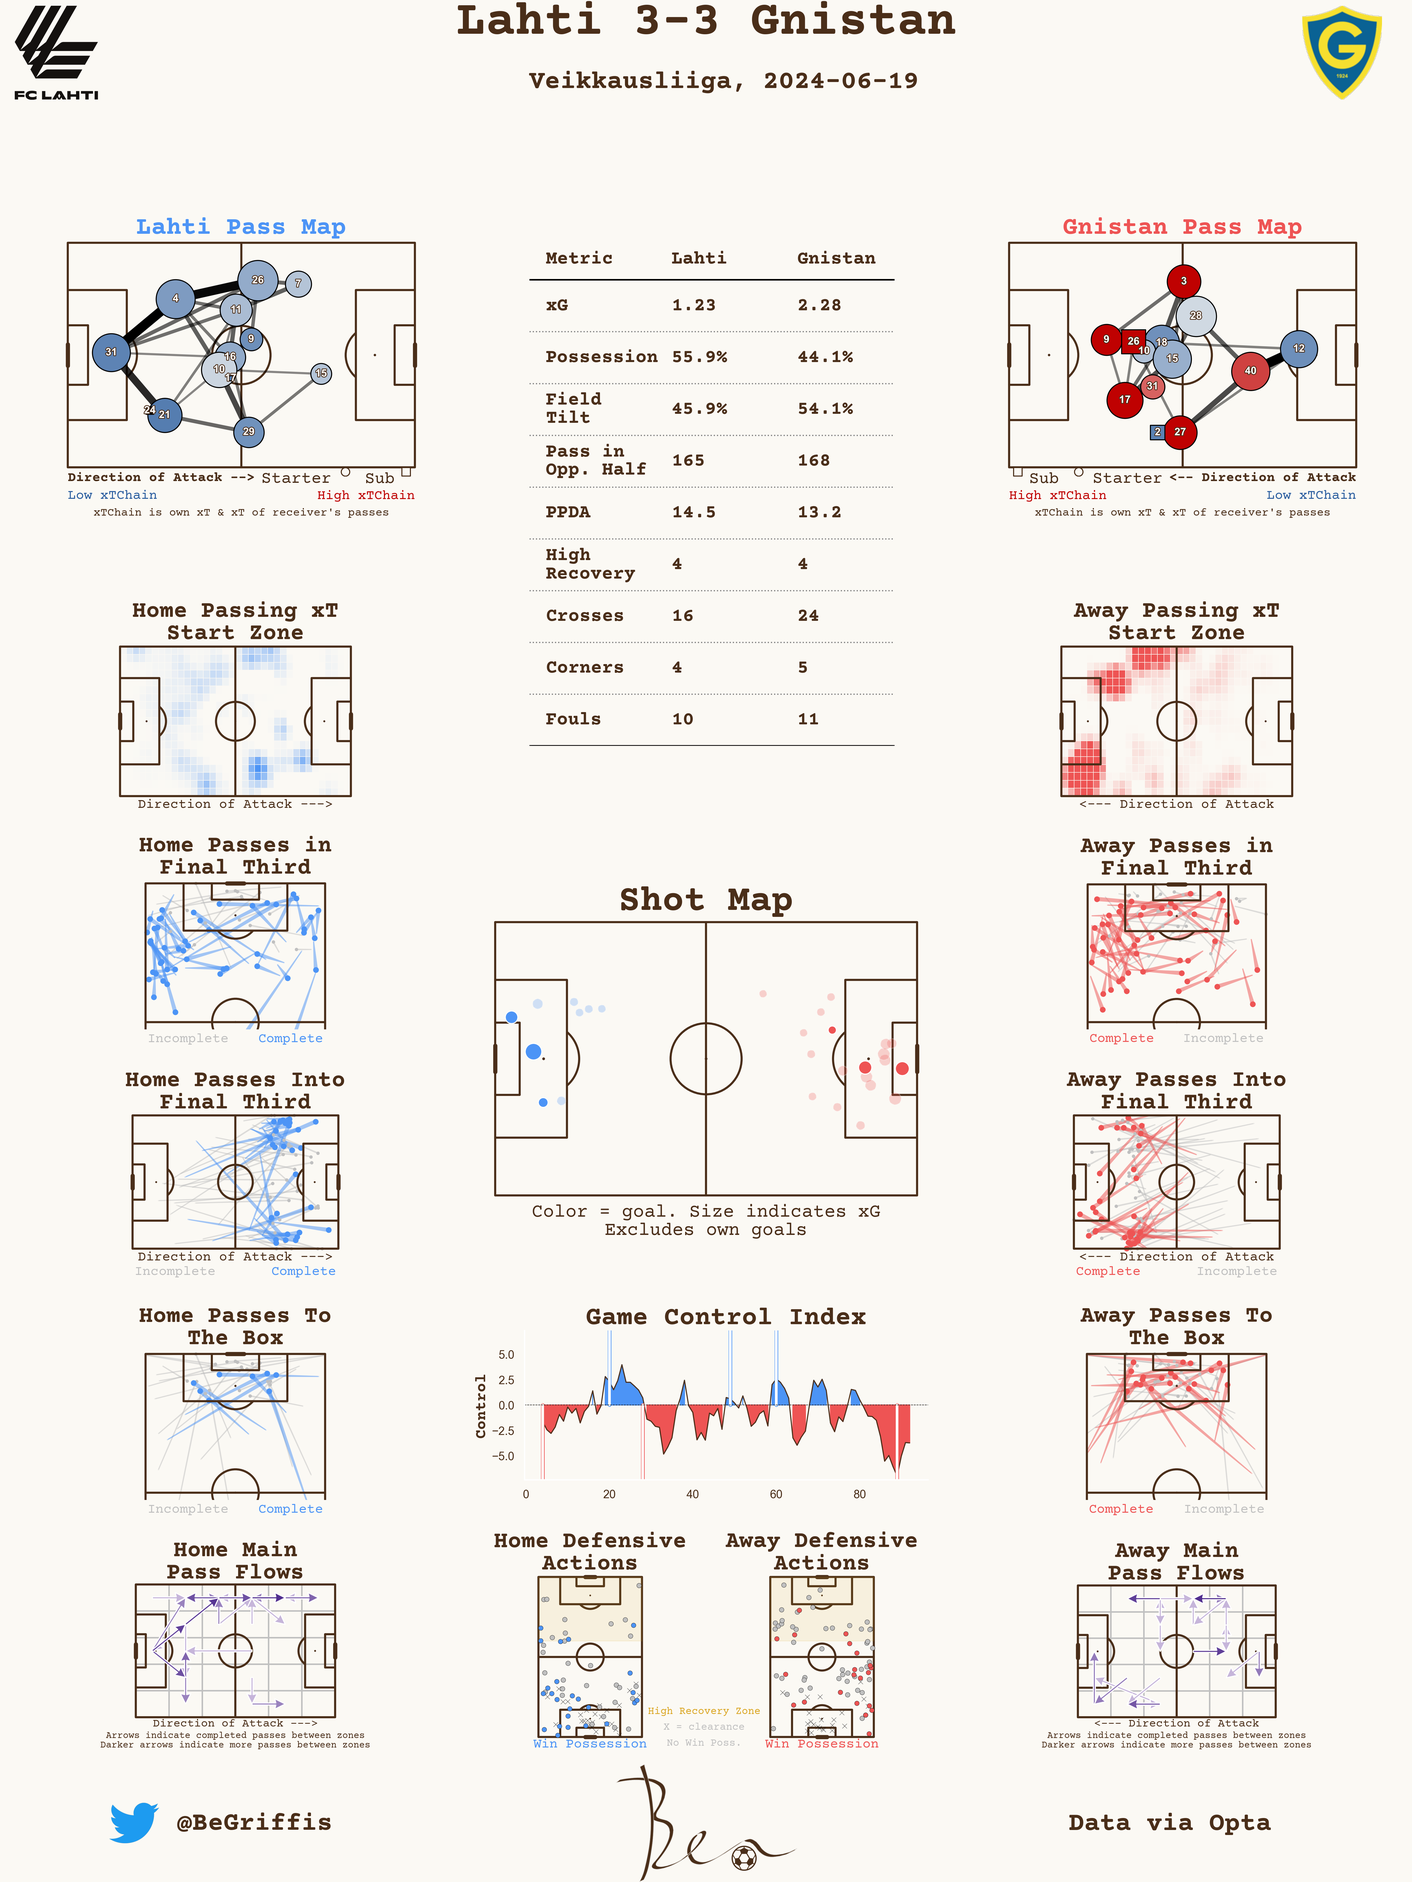 Lahti 3-3 Gnistan
Veikkausliiga, 2024-06-19
FC LAHTI
G
1924
Lahti Pass Map
26
7
4
11
9
31
16
10
17
15
24
21
29
Direction of Attack --> Starter Sub
Low xTChain High xTChain
xTChain is own xT & xT of receiver's passes
Metric Lahti Gnistan
xG 1.23 2.28
Possession 55.9% 44.1%
Field
Tilt 45.9% 54.1%
Pass in
Opp. Half 165 168
PPDA 14.5 13.2
High
Recovery 4 4
Crosses 16 24
Corners 4 5
Fouls 10 11
Gnistan Pass Map
3
28
9
26
18
10
15
12
31
40
17
2
27
Sub Starter <-- Direction of Attack
High xTChain Low xTChain
xTChain is own xT & xT of receiver's passes
Home Passing xT
Start Zone
Direction of Attack --->
Away Passing xT
Start Zone
<--- Direction of Attack
Home Passes in
Final Third
Incomplete Complete
Away Passes in
Final Third
Complete Incomplete
Shot Map
Color = goal. Size indicates xG
Excludes own goals
Home Passes Into
Final Third
Direction of Attack --->
Incomplete Complete
Away Passes Into
Final Third
<--- Direction of Attack
Complete Incomplete
Home Passes To
The Box
Incomplete Complete
Game Control Index
Control
5.0
2.5
0.0
−2.5
−5.0
0 20 40 60 80
Away Passes To
The Box
Complete Incomplete
Home Main
Pass Flows
Direction of Attack --->
Arrows indicate completed passes between zones
Darker arrows indicate more passes between zones
Home Defensive
Actions
Win Possession
High Recovery Zone
X = clearance
No Win Poss.
Away Defensive
Actions
Win Possession
Away Main
Pass Flows
<--- Direction of Attack
Arrows indicate completed passes between zones
Darker arrows indicate more passes between zones
@BeGriffis
Ben
Data via Opta